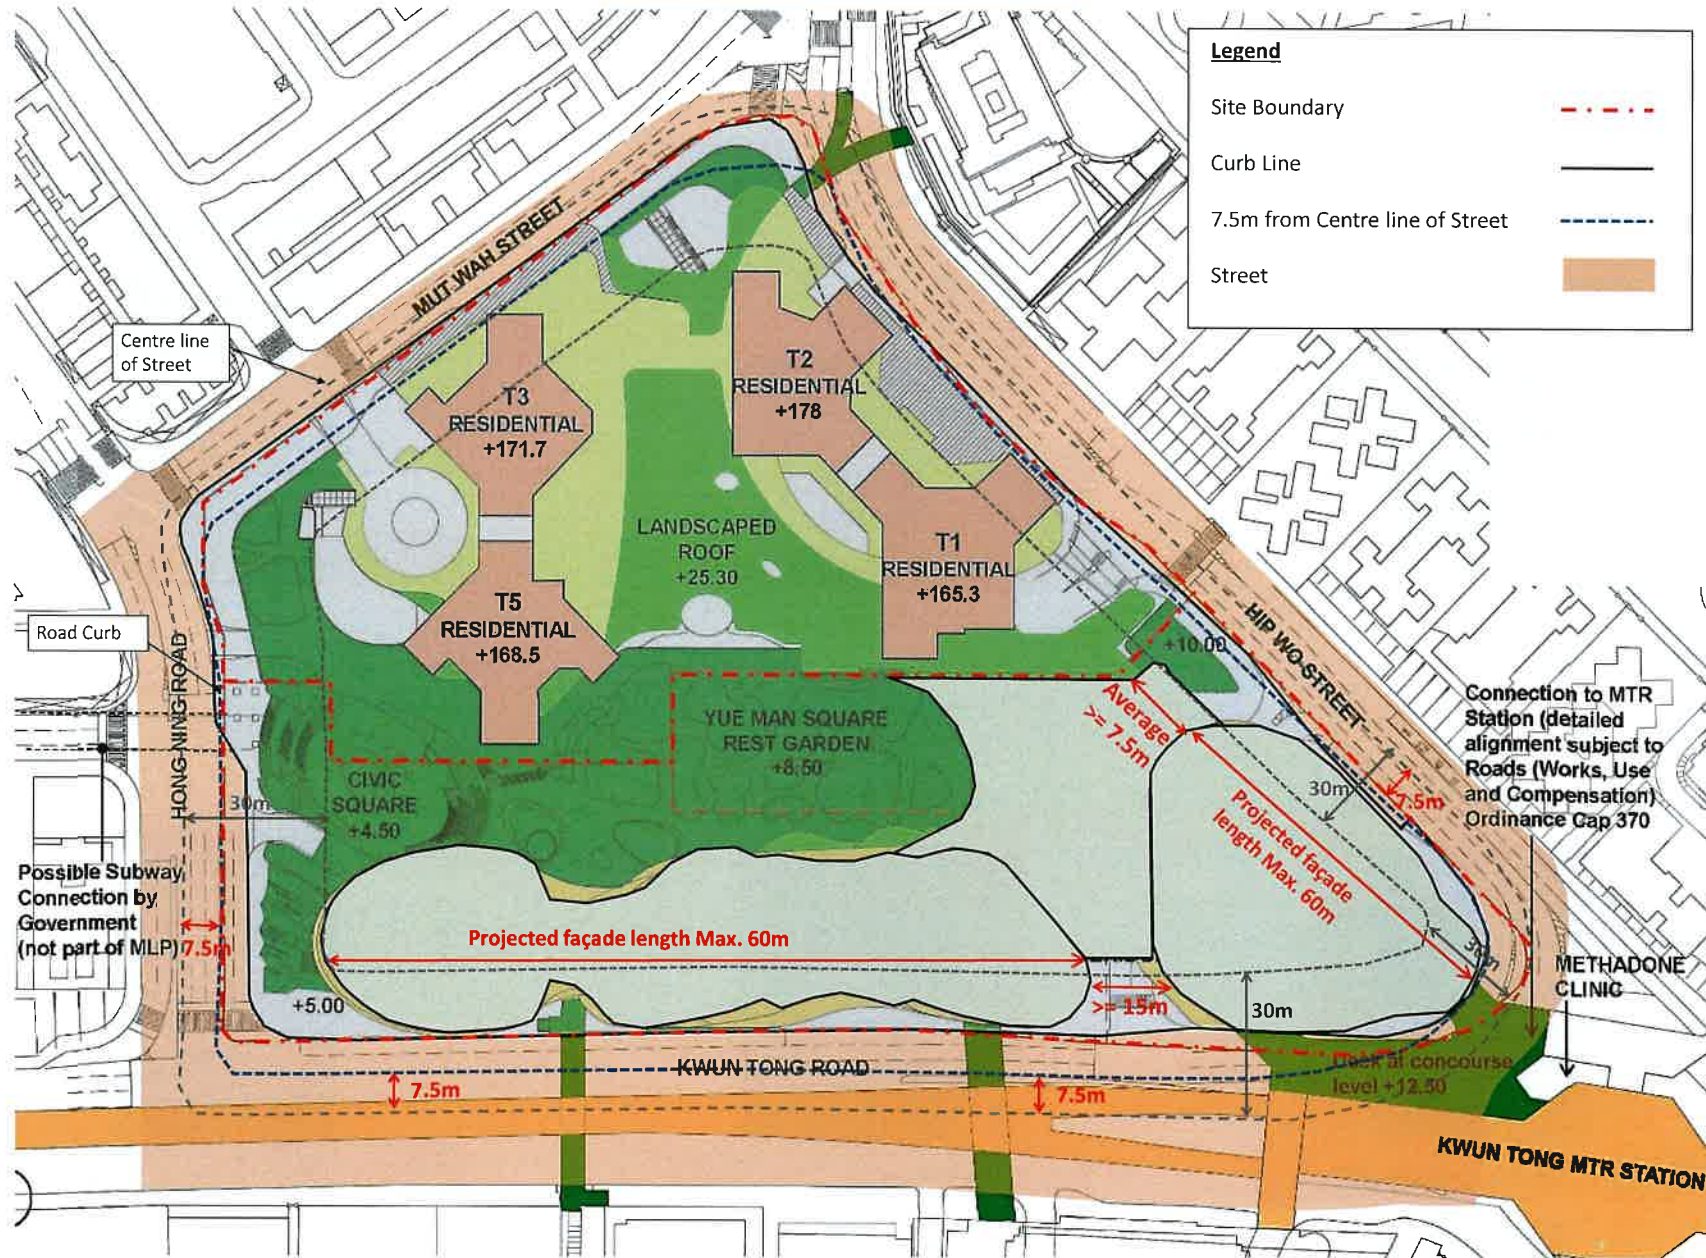 Legend
Site Boundary
Curb Line
7.5m from Centre line of Street
Street
MUT WAH STREET
Centre line
of Street
T3
RESIDENTIAL
+171.7
T2
RESIDENTIAL
+178
LANDSCAPED
ROOF
+25.30
T1
RESIDENTIAL
+165.3
T5
RESIDENTIAL
+168.5
Road Curb
HONG NING ROAD
HIP WO STREET
+10.00
Average
>= 7.5m
YUE MAN SQUARE
REST GARDEN
+8.50
CIVIC
SQUARE
+4.50
30m
30m
7.5m
Projected façade
length Max. 60m
Connection to MTR
Station (detailed
alignment subject to
Roads (Works, Use
and Compensation)
Ordinance Cap 370
Possible Subway
Connection by
Government
(not part of MLP)
7.5m
Projected façade length Max. 60m
30m
METHADONE
CLINIC
+5.00
>= 15m
30m
KWUN TONG ROAD
Deck at concourse
level +12.50
7.5m
7.5m
KWUN TONG MTR STATION